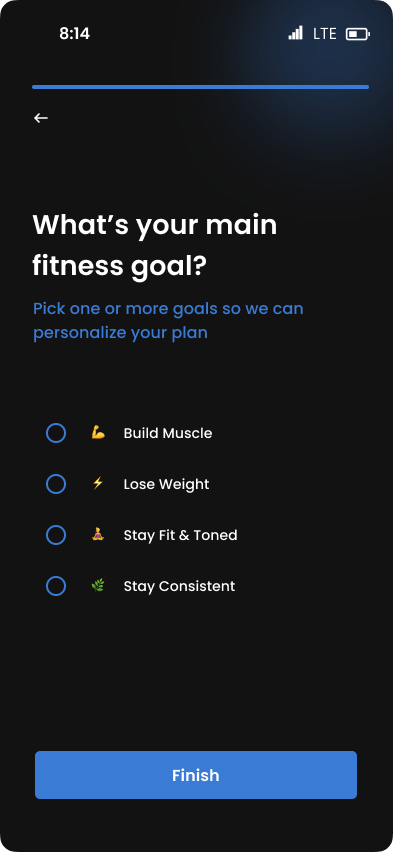 8:14 LTE
What’s your main
fitness goal?
Pick one or more goals so we can
personalize your plan
💪 Build Muscle
⚡ Lose Weight
🧘 Stay Fit & Toned
🌿 Stay Consistent
Finish